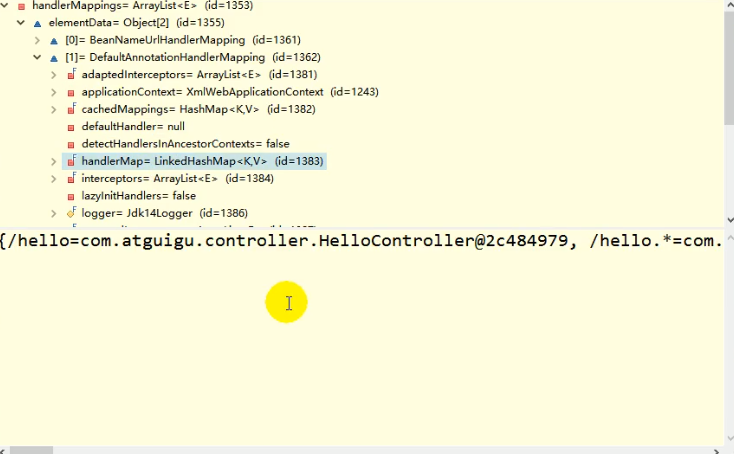 handlerMappings= ArrayList<E> (id=1353)
elementData= Object[2] (id=1355)
[0]= BeanNameUrlHandlerMapping (id=1361)
[1]= DefaultAnnotationHandlerMapping (id=1362)
adaptedInterceptors= ArrayList<E> (id=1381)
applicationContext= XmlWebApplicationContext (id=1243)
cachedMappings= HashMap<K,V> (id=1382)
defaultHandler= null
detectHandlersInAncestorContexts= false
handlerMap= LinkedHashMap<K,V> (id=1383)
interceptors= ArrayList<E> (id=1384)
lazyInitHandlers= false
logger= Jdk14Logger (id=1386)
{/hello=com.atguigu.controller.HelloController@2c484979, /hello.*=com.